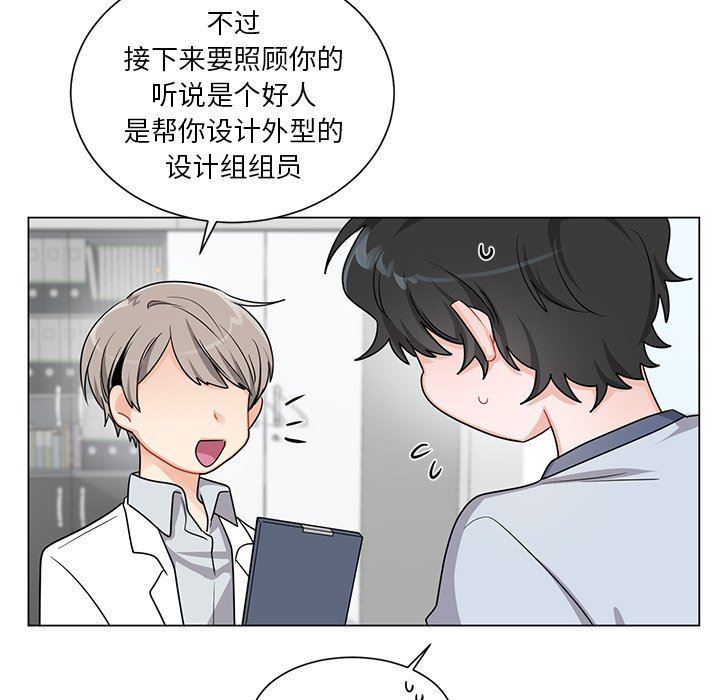 不过
接下来要照顾你的
听说是个好人
是帮你设计外型的
设计组组员